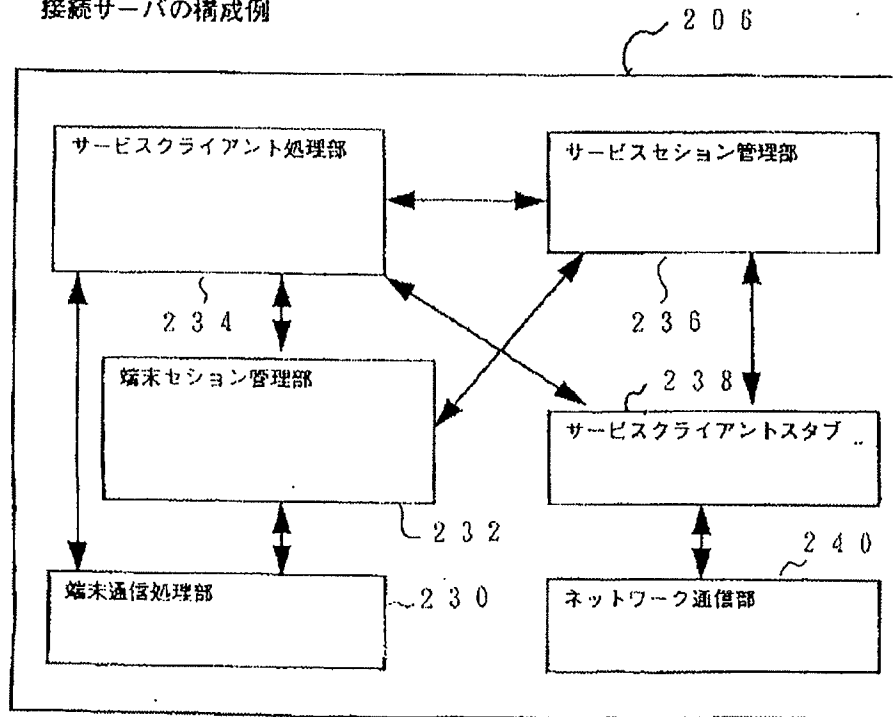 接続サーバの構成例
206
サービスクライアント処理部
サービスセション管理部
234
236
端末セション管理部
238
サービスクライアントスタブ
232
240
端末通信処理部
230
ネットワーク通信部